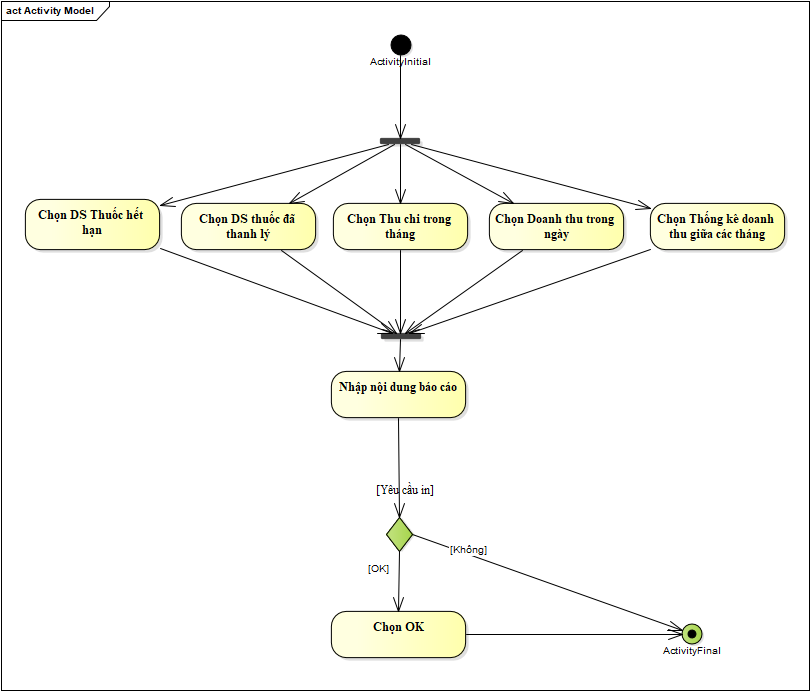 act Activity Model
ActivityInitial
Chọn DS Thuốc hết
hạn
Chọn DS thuốc đã
thanh lý
Chọn Thu chi trong
tháng
Chọn Doanh thu trong
ngày
Chọn Thống kê doanh
thu giữa các tháng
Nhập nội dung báo cáo
[Yêu cầu in]
[Không]
[OK]
Chọn OK
ActivityFinal